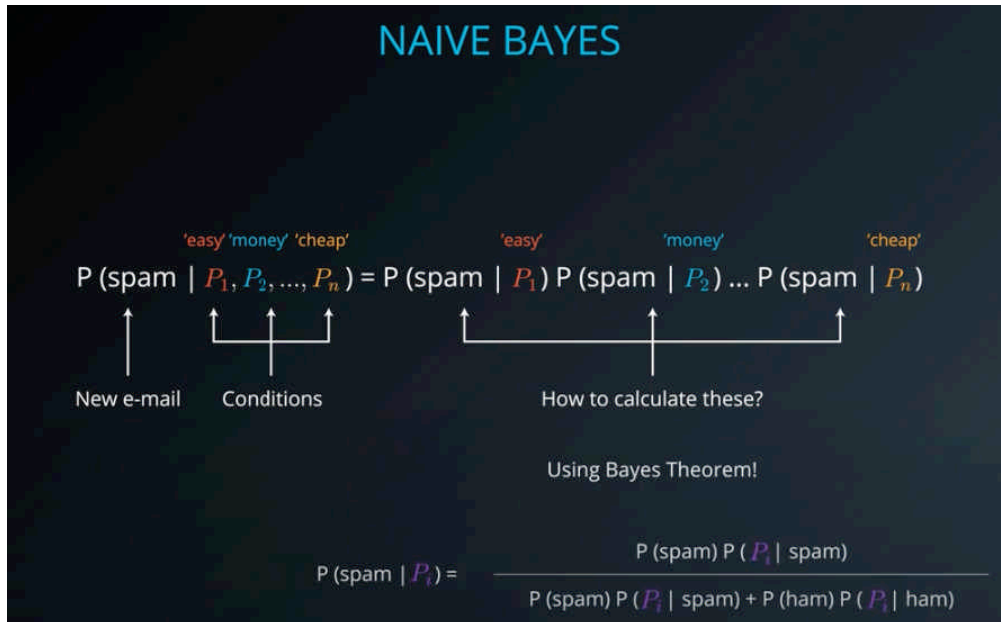 NAIVE BAYES
'easy' 'money' 'cheap' 'easy' 'money' 'cheap'
P (spam | P₁, P₂, ..., Pₙ) = P (spam | P₁) P (spam | P₂) ... P (spam | Pₙ)
New e-mail Conditions How to calculate these?
Using Bayes Theorem!
P (spam) P ( Pᵢ | spam)
P (spam | Pᵢ) =
P (spam) P ( Pᵢ | spam) + P (ham) P ( Pᵢ | ham)